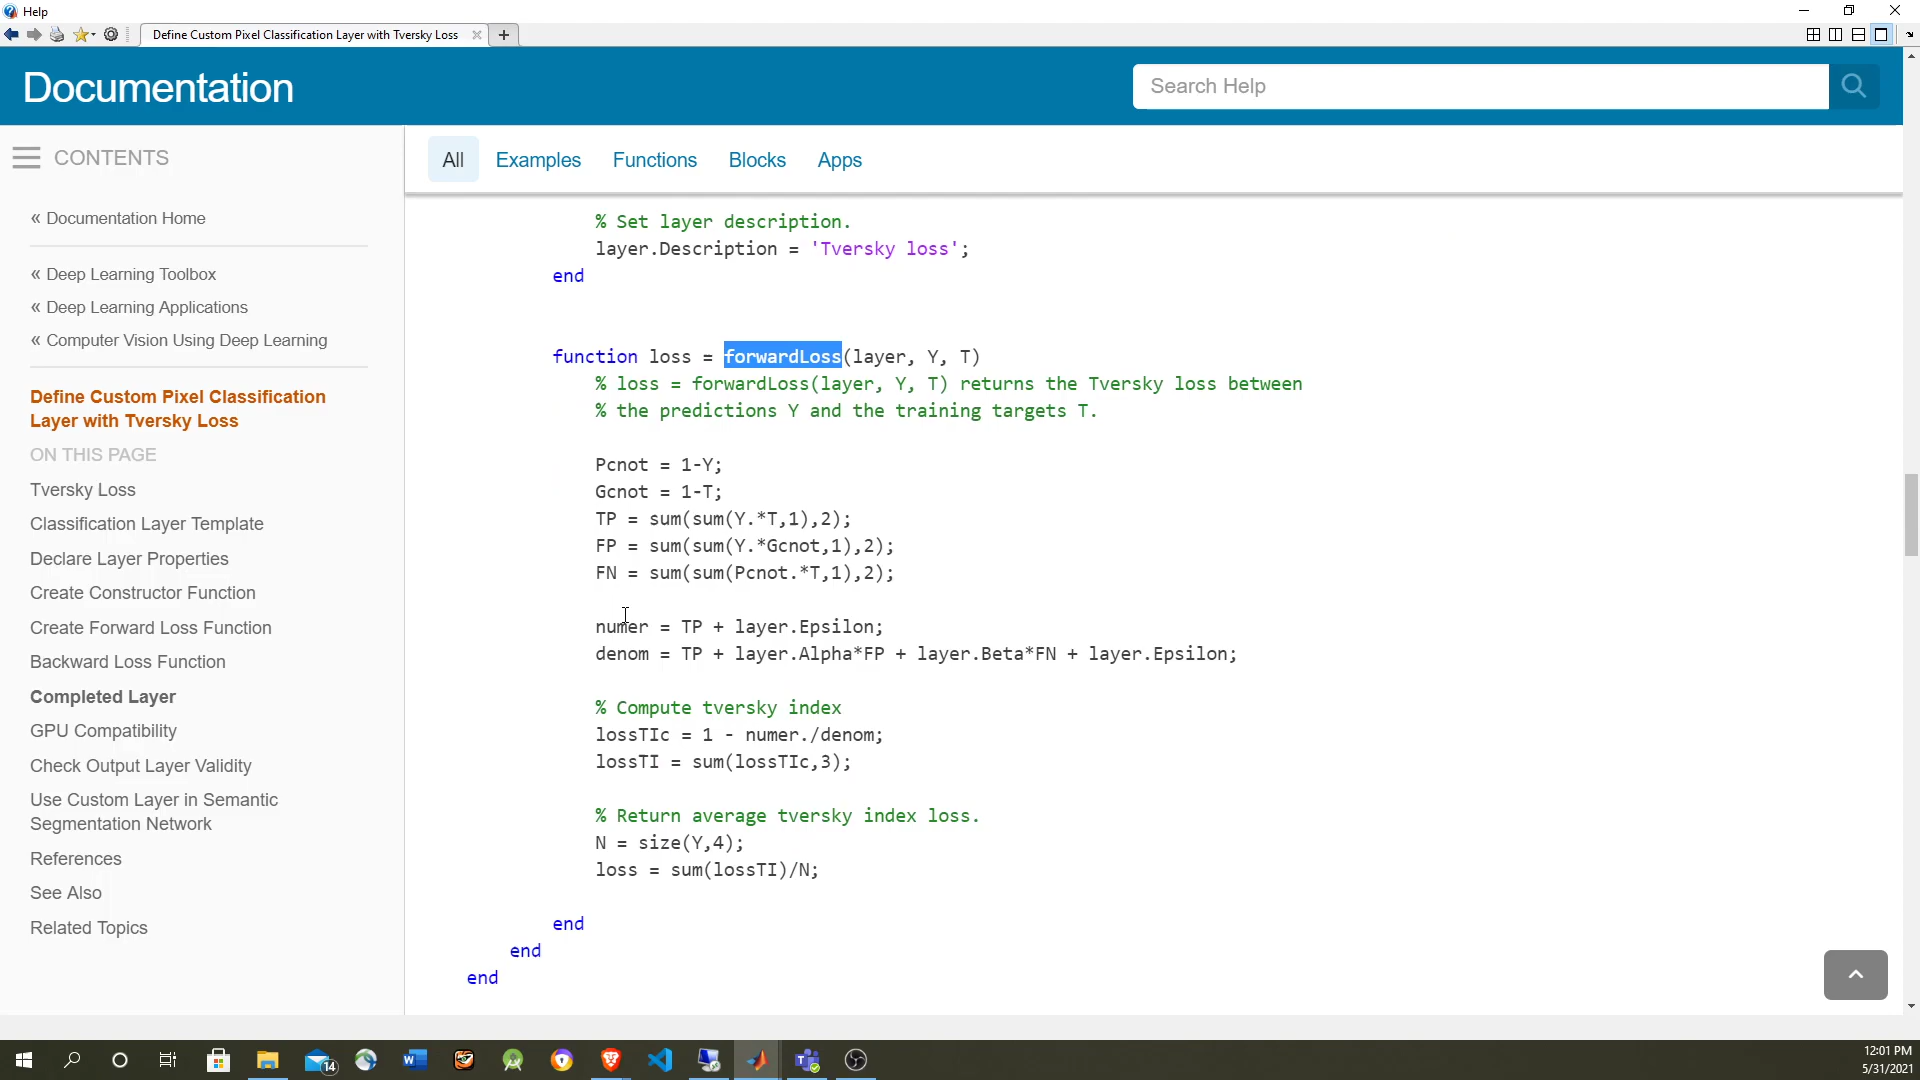 Help
Define Custom Pixel Classification Layer with Tversky Loss
Documentation
Search Help
CONTENTS
All Examples Functions Blocks Apps
« Documentation Home
« Deep Learning Toolbox
« Deep Learning Applications
« Computer Vision Using Deep Learning
Define Custom Pixel Classification
Layer with Tversky Loss
ON THIS PAGE
Tversky Loss
Classification Layer Template
Declare Layer Properties
Create Constructor Function
Create Forward Loss Function
Backward Loss Function
Completed Layer
GPU Compatibility
Check Output Layer Validity
Use Custom Layer in Semantic
Segmentation Network
References
See Also
Related Topics
% Set layer description.
layer.Description = 'Tversky loss';
end
function loss = forwardLoss(layer, Y, T)
% loss = forwardLoss(layer, Y, T) returns the Tversky loss between
% the predictions Y and the training targets T.
Pcnot = 1-Y;
Gcnot = 1-T;
TP = sum(sum(Y.*T,1),2);
FP = sum(sum(Y.*Gcnot,1),2);
FN = sum(sum(Pcnot.*T,1),2);
numer = TP + layer.Epsilon;
denom = TP + layer.Alpha*FP + layer.Beta*FN + layer.Epsilon;
% Compute tversky index
lossTIc = 1 - numer./denom;
lossTI = sum(lossTIc,3);
% Return average tversky index loss.
N = size(Y,4);
loss = sum(lossTI)/N;
end
end
end
14
12:01 PM
5/31/2021